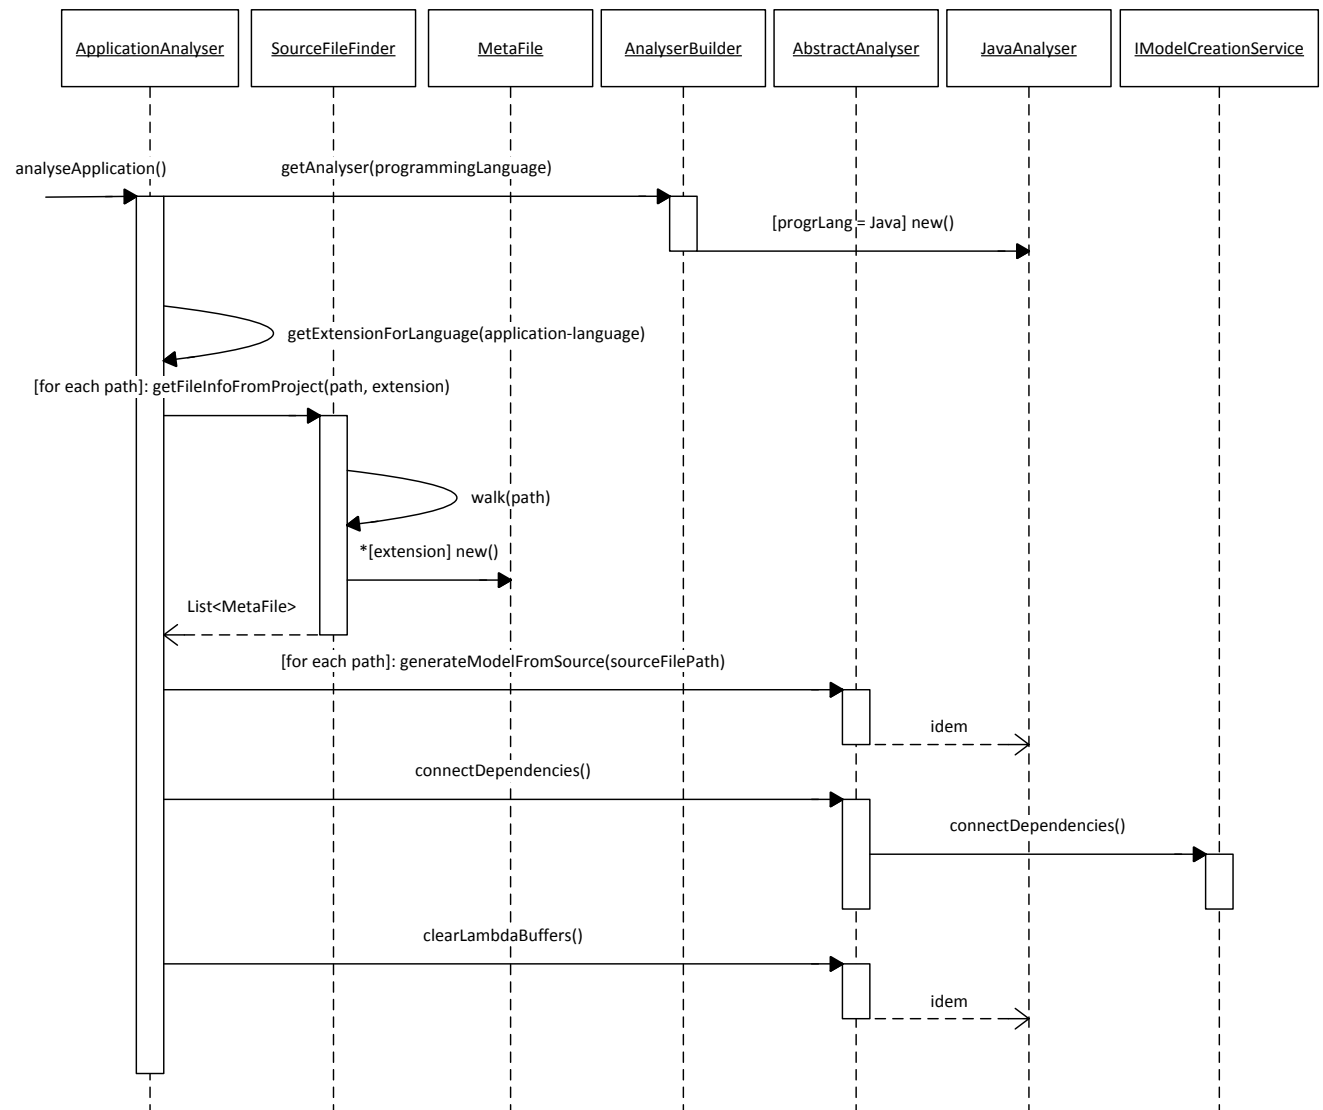 ApplicationAnalyser
SourceFileFinder
MetaFile
AnalyserBuilder
AbstractAnalyser
JavaAnalyser
IModelCreationService
analyseApplication()
getAnalyser(programmingLanguage)
[progrLang = Java] new()
getExtensionForLanguage(application-language)
[for each path]: getFileInfoFromProject(path, extension)
walk(path)
*[extension] new()
List<MetaFile>
[for each path]: generateModelFromSource(sourceFilePath)
idem
connectDependencies()
connectDependencies()
clearLambdaBuffers()
idem